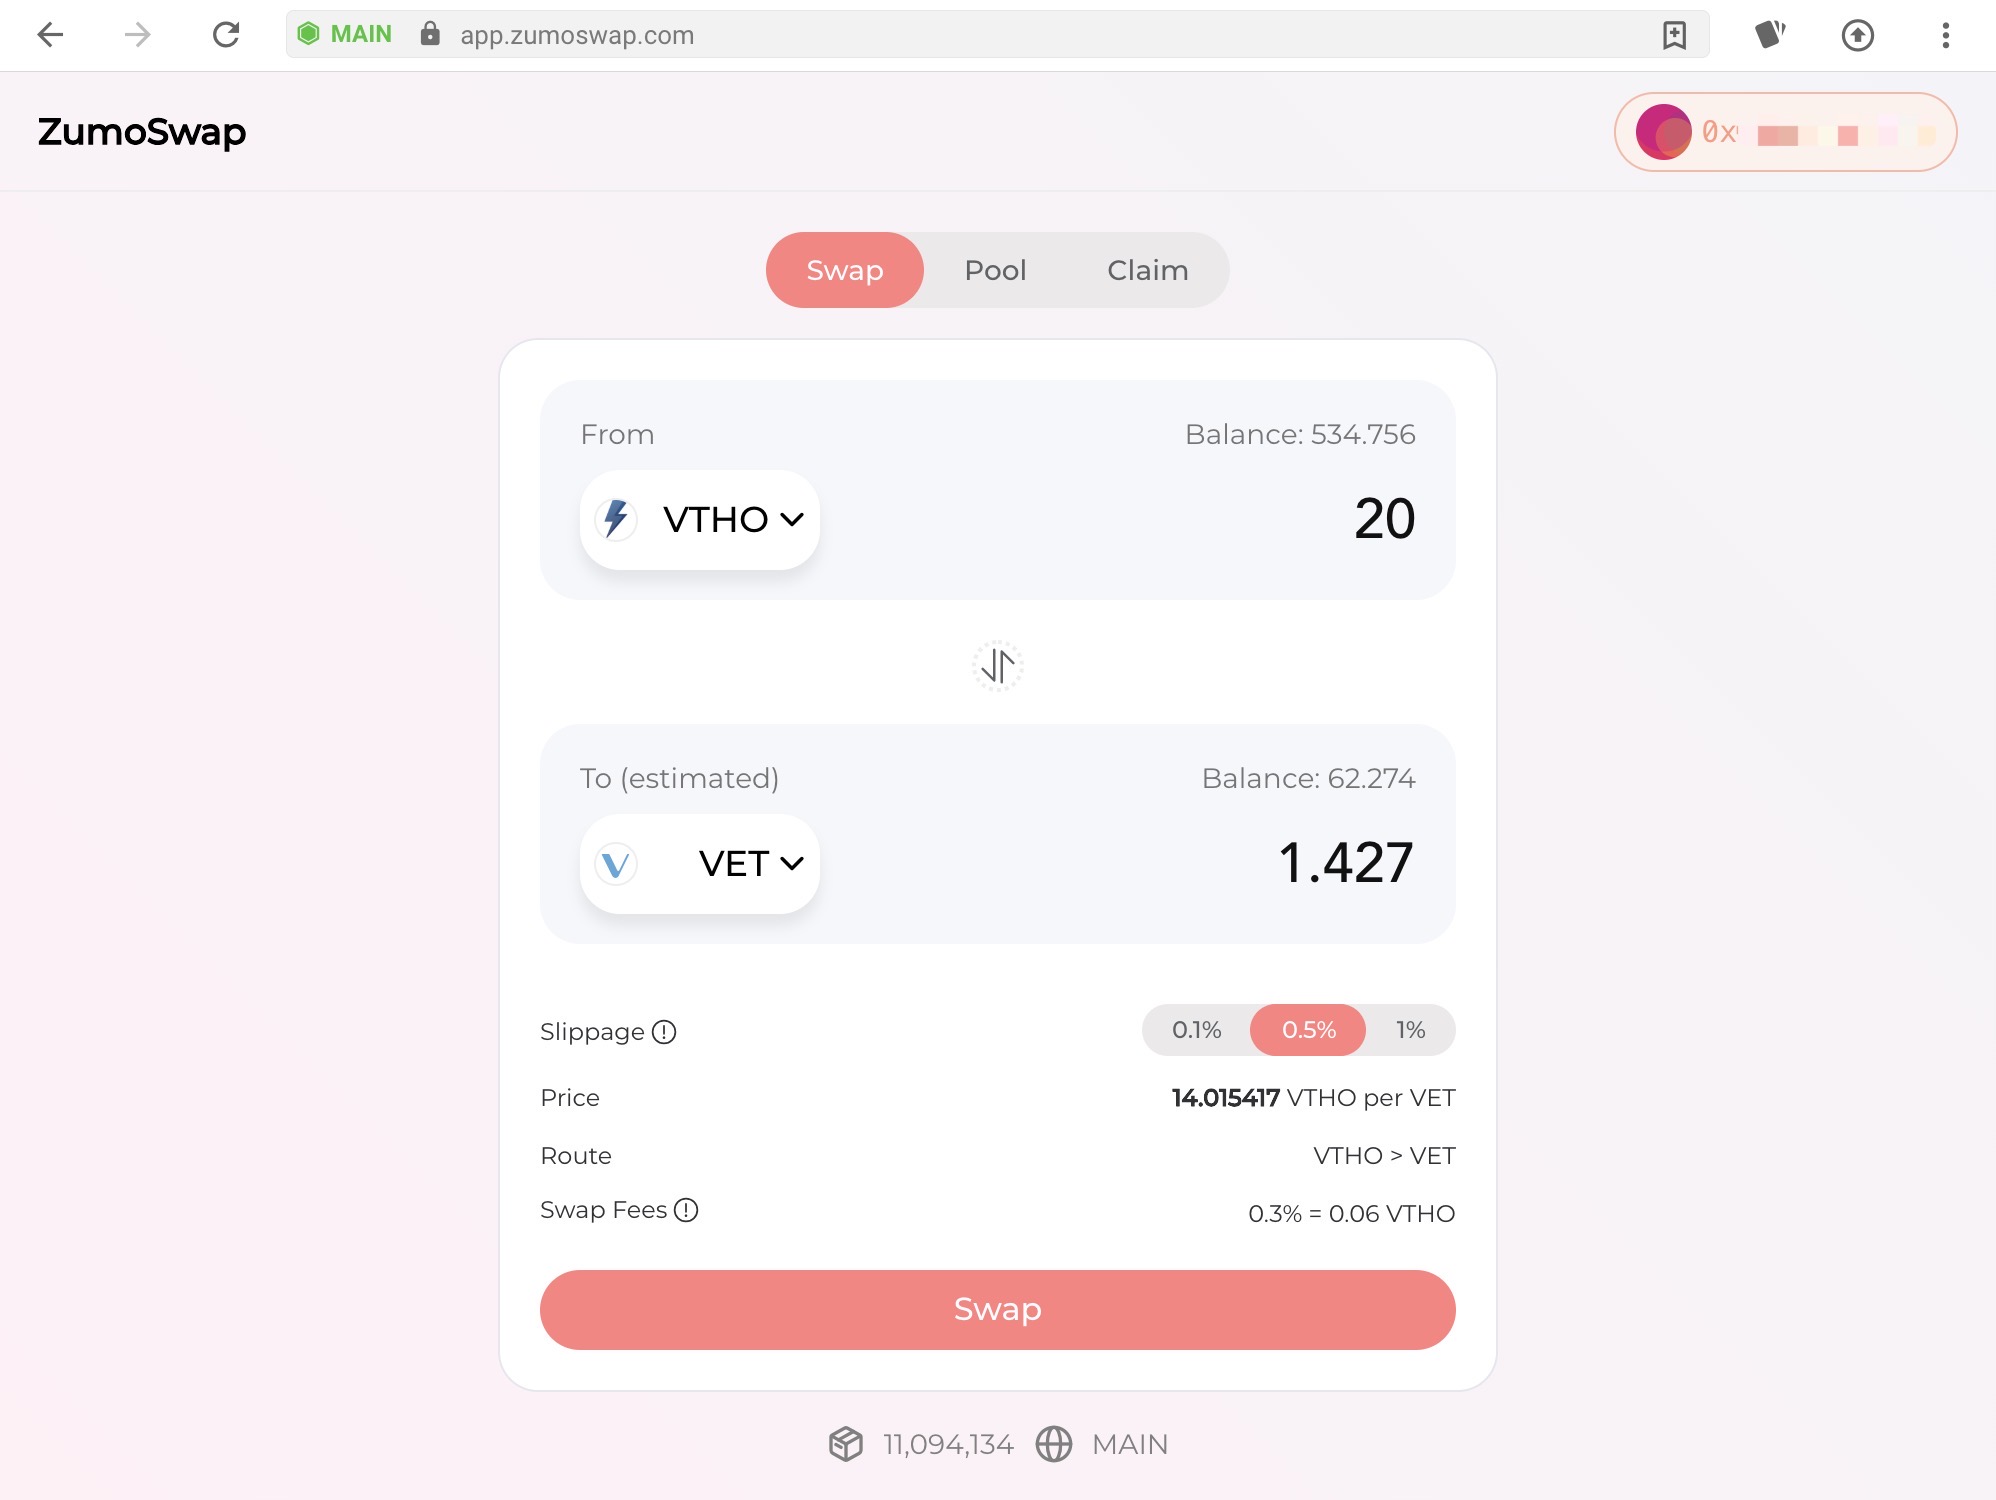 MAIN app.zumoswap.com
ZumoSwap
0x
Swap Pool Claim
From Balance: 534.756
VTHO 20
To (estimated) Balance: 62.274
VET 1.427
Slippage 0.1% 0.5% 1%
Price 14.015417 VTHO per VET
Route VTHO > VET
Swap Fees 0.3% = 0.06 VTHO
Swap
11,094,134 MAIN